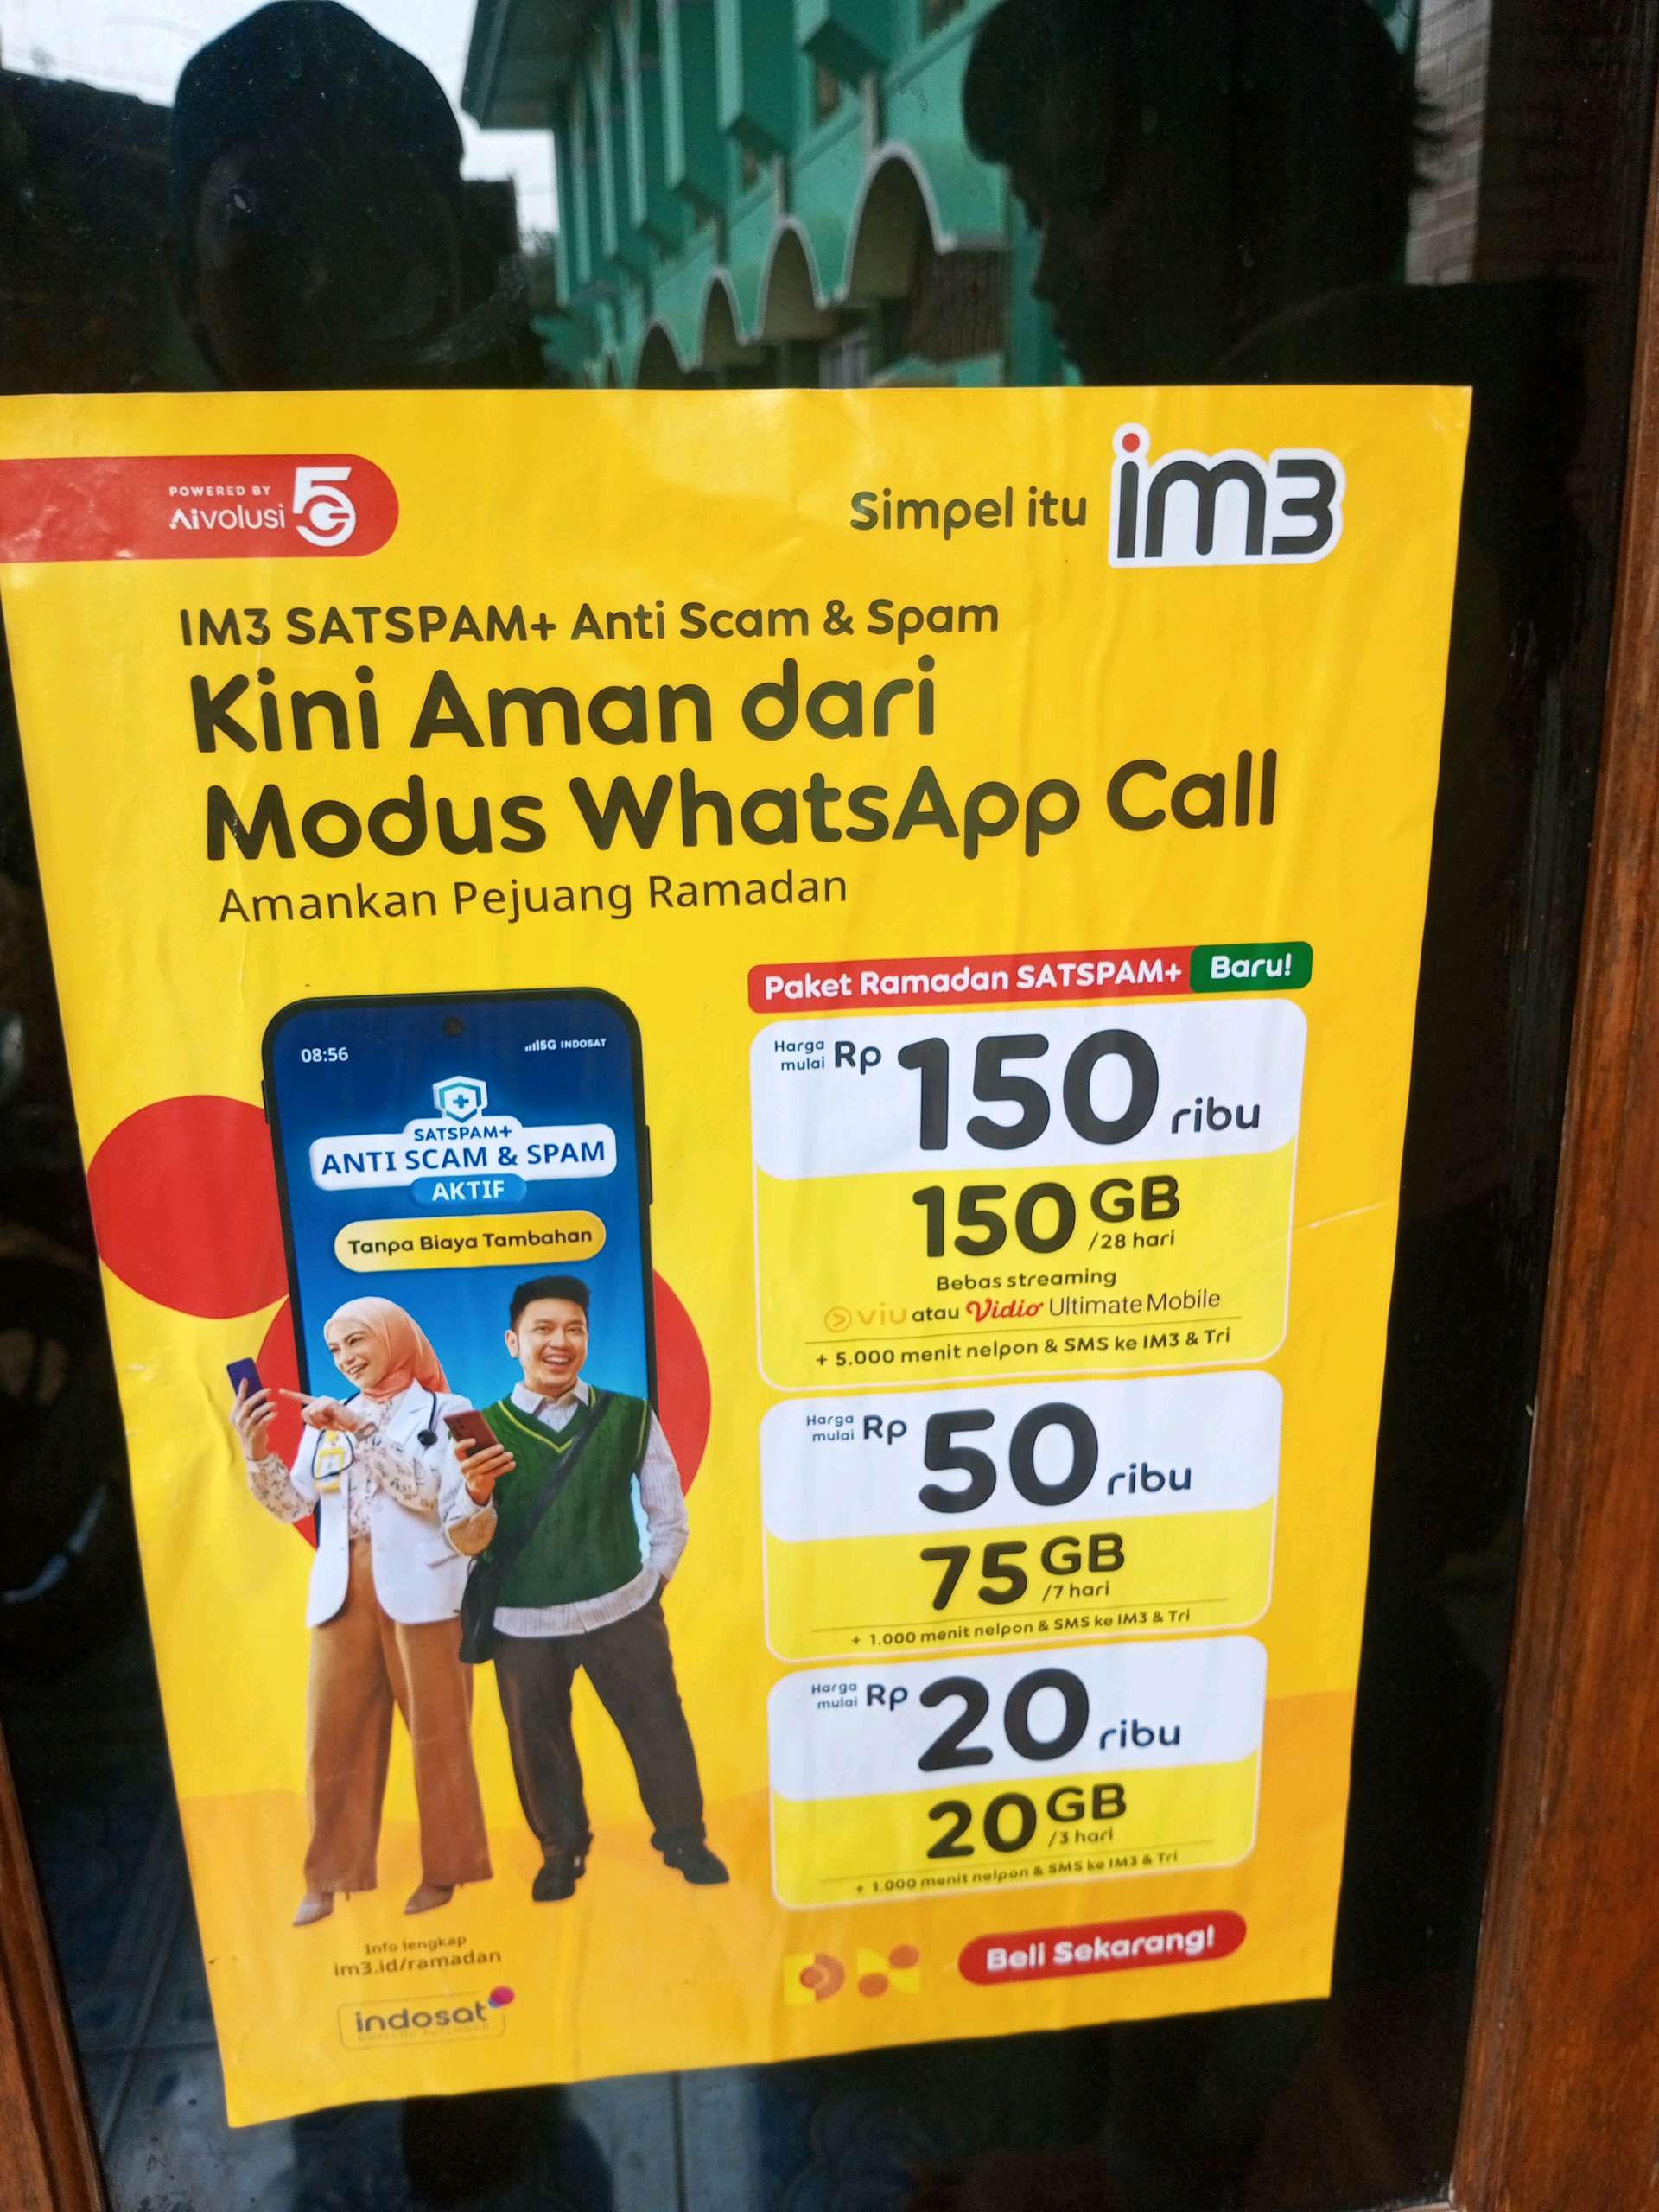 POWERED BY
Aivolusi 5G
Simpel itu im3
IM3 SATSPAM+ Anti Scam & Spam
Kini Aman dari
Modus WhatsApp Call
Amankan Pejuang Ramadan
08:56
5G INDOSAT
SATSPAM+
ANTI SCAM & SPAM
AKTIF
Tanpa Biaya Tambahan
Paket Ramadan SATSPAM+ Baru!
Harga mulai Rp 150 ribu
150 GB /28 hari
Bebas streaming
viu atau Vidio Ultimate Mobile
+ 5.000 menit nelpon & SMS ke IM3 & Tri
Harga mulai Rp 50 ribu
75 GB /7 hari
+ 1.000 menit nelpon & SMS ke IM3 & Tri
Harga mulai Rp 20 ribu
20 GB /3 hari
+ 1.000 menit nelpon & SMS ke IM3 & Tri
Beli Sekarang!
Info lengkap
im3.id/ramadan
indosat